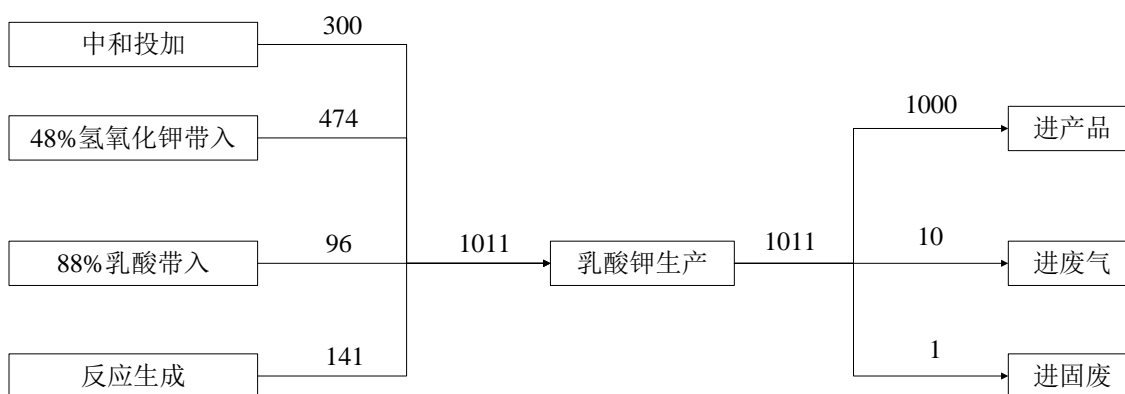 中和投加
300
48%氢氧化钾带入
474
88%乳酸带入
96
反应生成
141
1011
乳酸钾生产
1011
1000
进产品
10
进废气
1
进固废